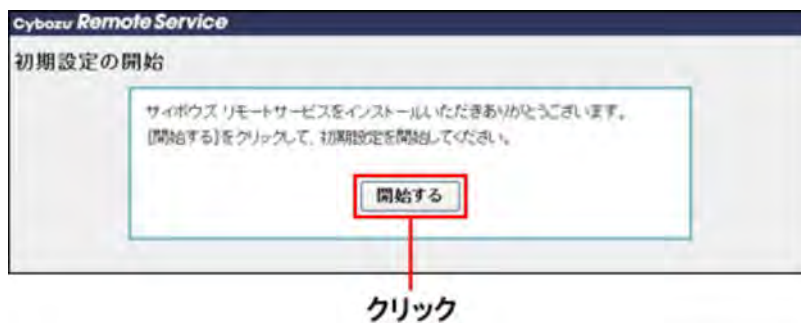 Cybozu Remote Service
初期設定の開始
サイボウズ リモートサービスをインストールいただきありがとうございます。
[開始する]をクリックして、初期設定を開始してください。
開始する
クリック